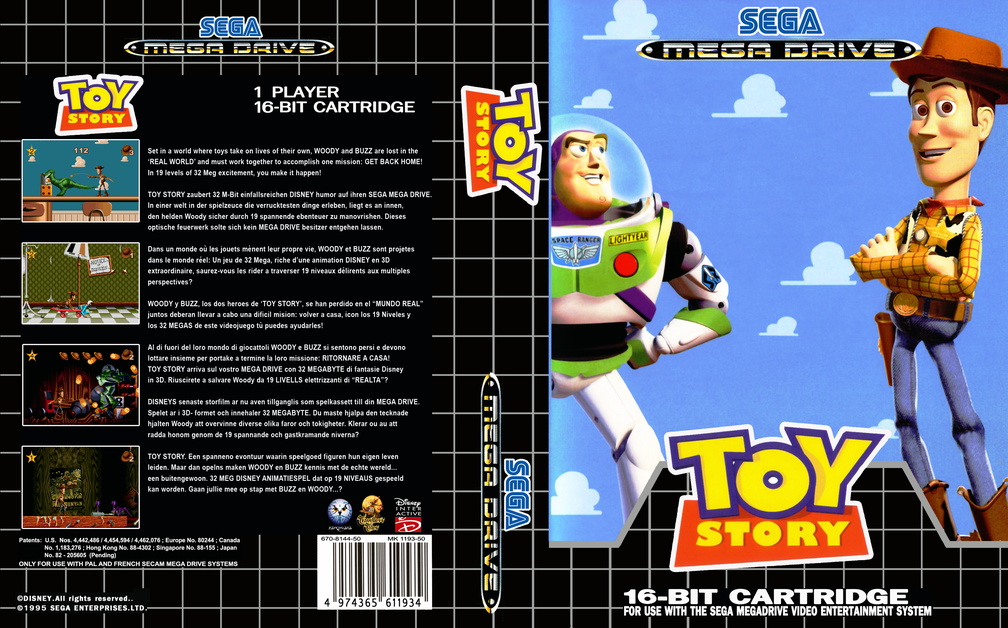 SEGA
MEGA DRIVE
TOY
STORY
1 PLAYER
16-BIT CARTRIDGE
112
3
Set in a world where toys take on lives of their own, WOODY and BUZZ are lost in the
'REAL WORLD' and must work together to accomplish one mission: GET BACK HOME!
In 19 levels of 32 Meg excitement, you make it happen!
TOY STORY zaubert 32 M-Bit einfallsreichen DISNEY humor auf ihren SEGA MEGA DRIVE.
In einer welt in der spielzeuce die verrucktesten dinge erleben, liegt es an innen,
den helden Woody sicher durch 19 spannende ebenteuer zu manovrishen. Dieses
optische feuerwerk solte sich kein MEGA DRIVE besitzer entgehen lassen.
Dans un monde où les jouets mènent leur propre vie, WOODY et BUZZ sont projetes
dans le monde réel: Un jeu de 32 Mega, riche d'une animation DISNEY en 3D
extraordinaire, saurez-vous les rider a traverser 19 niveaux délirents aux multiples
perspectives?
WOODY y BUZZ, los dos heroes de 'TOY STORY', se han perdido en el "MUNDO REAL"
juntos deberan llevar a cabo una dificil mision: volver a casa, icon los 19 Niveles y
los 32 MEGAS de este videojuego tù puedes ayudarles!
Al di fuori del loro mondo di giocattoli WOODY e BUZZ si sentono persi e devono
lottare insieme per portake a termine la loro missione: RITORNARE A CASA!
TOY STORY arriva sul vostro MEGA DRIVE con 32 MEGABYTE di fantasie Disney
in 3D. Riuscirete a salvare Woody da 19 LIVELLS elettrizzanti di "REALTA"?
DISNEYS senaste storfilm ar nu aven tillganglis som spelkassett till din MEGA DRIVE.
Spelet ar i 3D- formet och innehaler 32 MEGABYTE. Du maste hjalpa den tecknade
hjalten Woody att overvinne diverse olika faror och tokigheter. Klerar ou au att
radda honom genom de 19 spannande och gastkramande niverna?
TOY STORY. Een spanneno evontuur waarin speelgoed figuren hun eigen leven
leiden. Maar dan opelns maken WOODY en BUZZ kennis met de echte wereld...
een buitengewoon. 32 MEG DISNEY ANIMATIESPEL dat op 19 NIVEAUS gespeeld
kan worden. Gaan jullie mee op stap met BUZZ en WOODY...?
DISNEY
INTER
ACTIVE
Patents: U.S. Nos. 4,442,486 / 4,454,594 / 4,462,076 ; Europe No. 80244 ; Canada
No. 1,183,276 ; Hong Kong No. 88-4302 ; Singapore No. 88-155 ; Japan
No. 82 - 205605 (Pending)
ONLY FOR USE WITH PAL AND FRENCH SECAM MEGA DRIVE SYSTEMS
©DISNEY.All rights reserved..
©1995 SEGA ENTERPRISES.LTD.
670-8144-50
MK 1193-50
4 974365 611934
TOY
STORY
SEGA
MEGA DRIVE
SEGA
MEGA DRIVE
SPACE RANGER
LIGHTYEAR
TOY
STORY
16-BIT CARTRIDGE
FOR USE WITH THE SEGA MEGADRIVE VIDEO ENTERTAINMENT SYSTEM